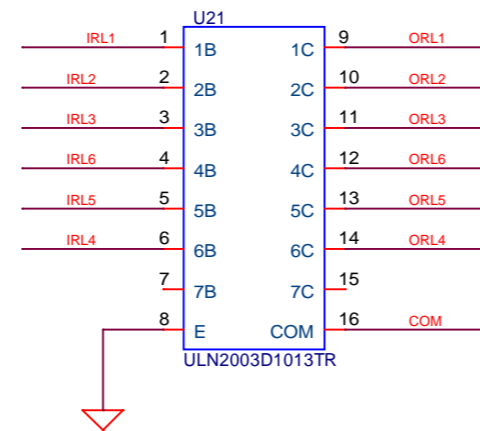 U21
IRL1 1 1B 1C 9 ORL1
IRL2 2 2B 2C 10 ORL2
IRL3 3 3B 3C 11 ORL3
IRL6 4 4B 4C 12 ORL6
IRL5 5 5B 5C 13 ORL5
IRL4 6 6B 6C 14 ORL4
7 7B 7C 15
8 E COM 16 COM
ULN2003D1013TR